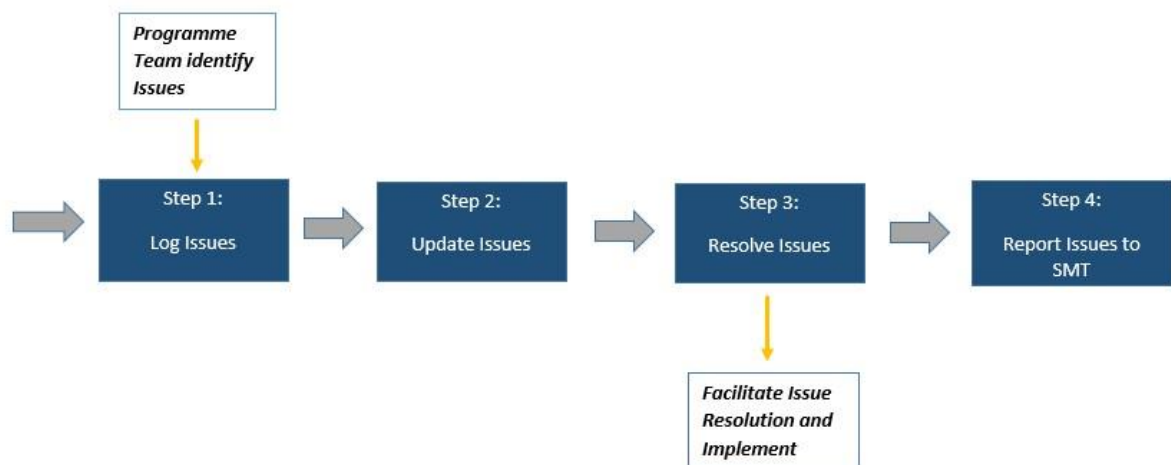 Programme
Team identify
Issues
Step 1:
Log Issues
Step 2:
Update Issues
Step 3:
Resolve Issues
Step 4:
Report Issues to
SMT
Facilitate Issue
Resolution and
Implement